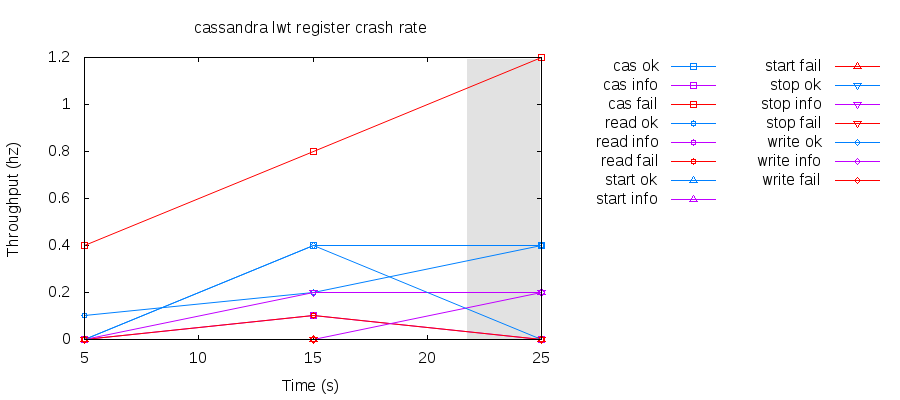 cassandra lwt register crash rate
1.2
1
0.8
0.6
0.4
0.2
0
Throughput (hz)
5
10
15
20
25
Time (s)
cas ok
cas info
cas fail
read ok
read info
read fail
start ok
start info
start fail
stop ok
stop info
stop fail
write ok
write info
write fail